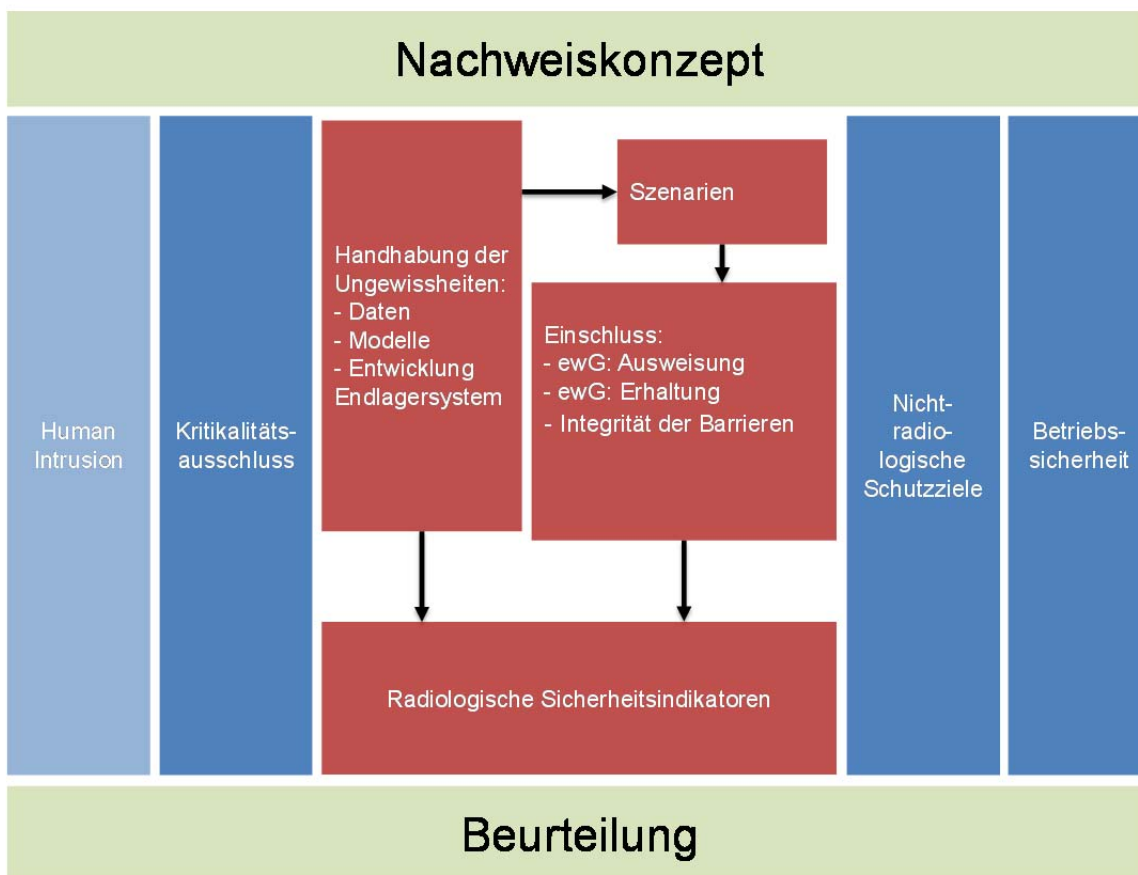 Nachweiskonzept
Human
Intrusion
Kritikalitäts-
ausschluss
Handhabung der
Ungewissheiten:
- Daten
- Modelle
- Entwicklung
Endlagersystem
Szenarien
Einschluss:
- ewG: Ausweisung
- ewG: Erhaltung
- Integrität der Barrieren
Radiologische Sicherheitsindikatoren
Nicht-
radio-
logische
Schutzziele
Betriebs-
sicherheit
Beurteilung